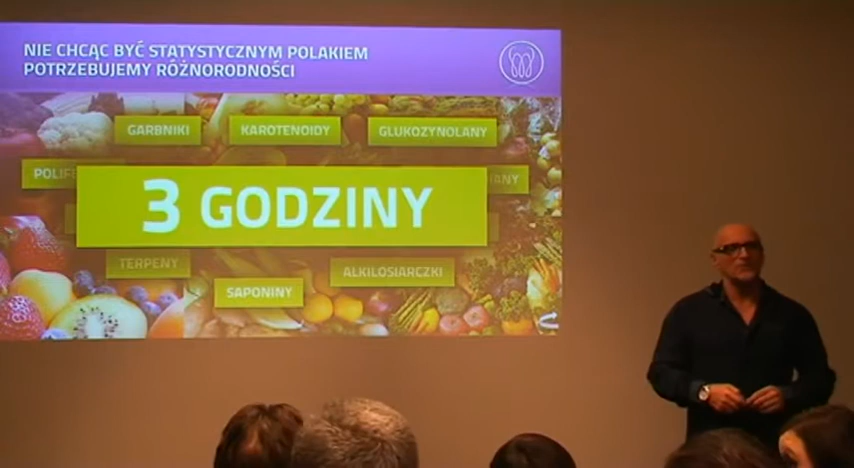 NIE CHCĄC BYĆ STATYSTYCZNYM POLAKIEM
POTRZEBUJEMY RÓŻNORODNOŚCI
GARBNIKI
KAROTENOIDY
GLUKOZYNOLANY
3 GODZINY
TERPENY
ALKILOSIARCZKI
SAPONINY